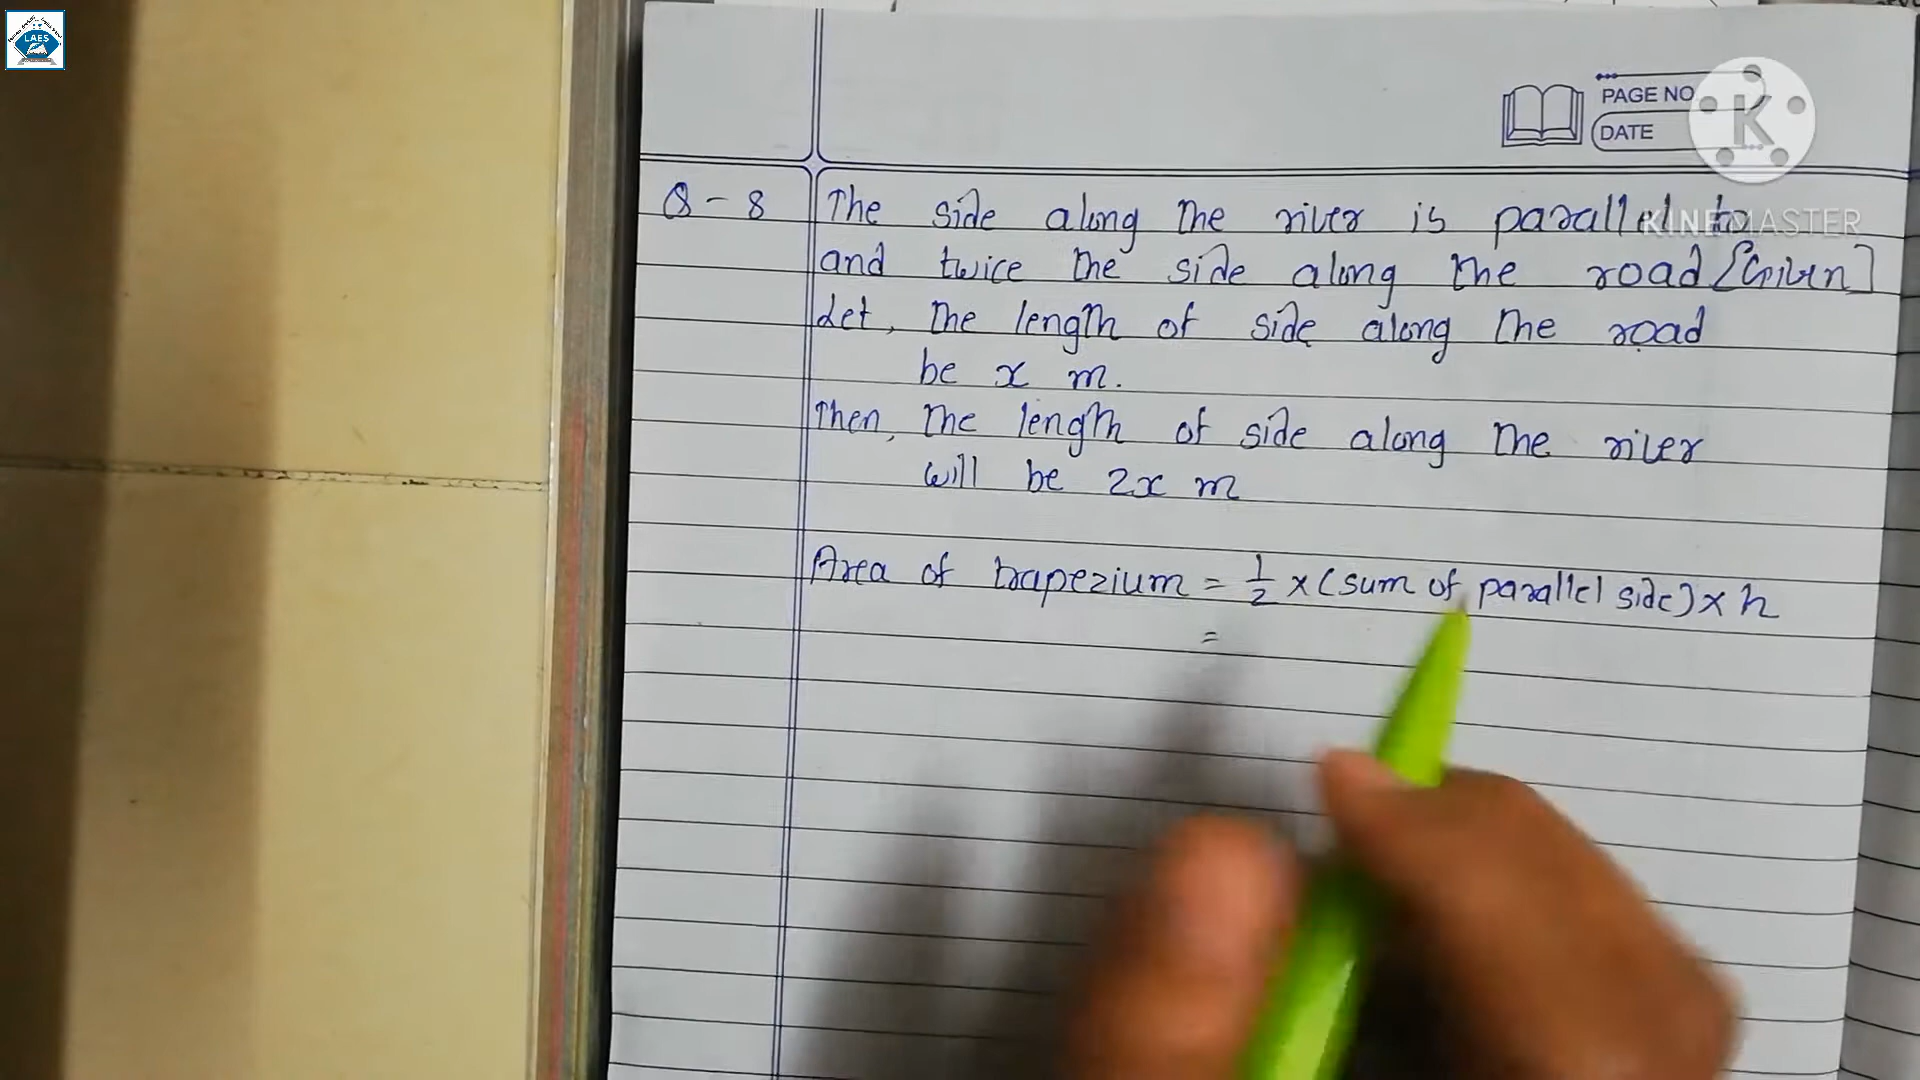 LAES
PAGE NO
DATE
K
KINEMASTER
Q - 8
The side along the river is parallel to
and twice the side along the road [Given]
Let, the length of side along the road
be x m.
Then, the length of side along the river
will be 2x m
Area of trapezium = 1/2 × (sum of parallel side) × h
=